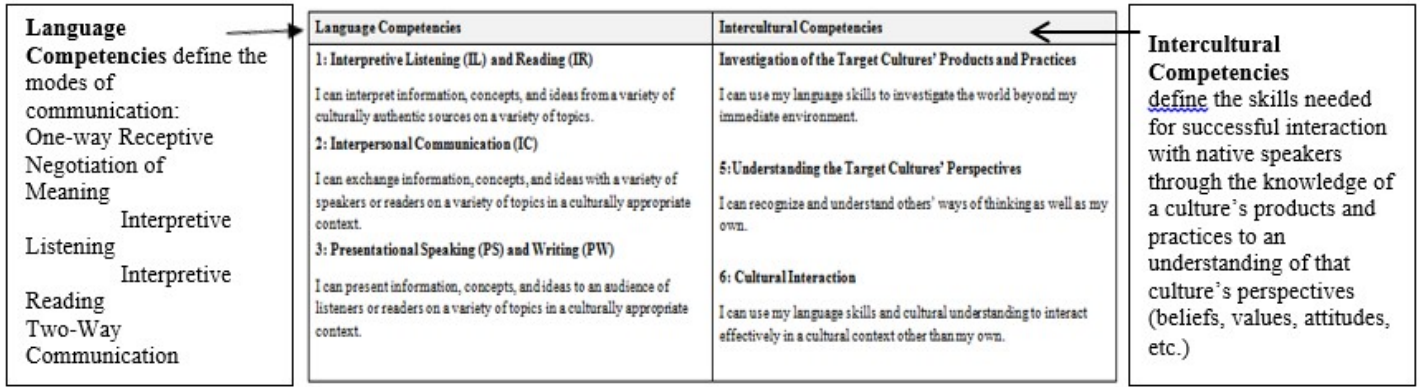 Language
Competencies define the
modes of
communication:
One-way Receptive
Negotiation of
Meaning
Interpretive
Listening
Interpretive
Reading
Two-Way
Communication
Language Competencies
1: Interpretive Listening (IL) and Reading (IR)
I can interpret information, concepts, and ideas from a variety of
culturally authentic sources on a variety of topics.
2: Interpersonal Communication (IC)
I can exchange information, concepts, and ideas with a variety of
speakers or readers on a variety of topics in a culturally appropriate
context.
3: Presentational Speaking (PS) and Writing (PW)
I can present information, concepts, and ideas to an audience of
listeners or readers on a variety of topics in a culturally appropriate
context.
Intercultural Competencies
Investigation of the Target Cultures' Products and Practices
I can use my language skills to investigate the world beyond my
immediate environment.
5: Understanding the Target Cultures' Perspectives
I can recognize and understand others' ways of thinking as well as my
own.
6: Cultural Interaction
I can use my language skills and cultural understanding to interact
effectively in a cultural context other than my own.
Intercultural
Competencies
define the skills needed
for successful interaction
with native speakers
through the knowledge of
a culture's products and
practices to an
understanding of that
culture's perspectives
(beliefs, values, attitudes,
etc.)